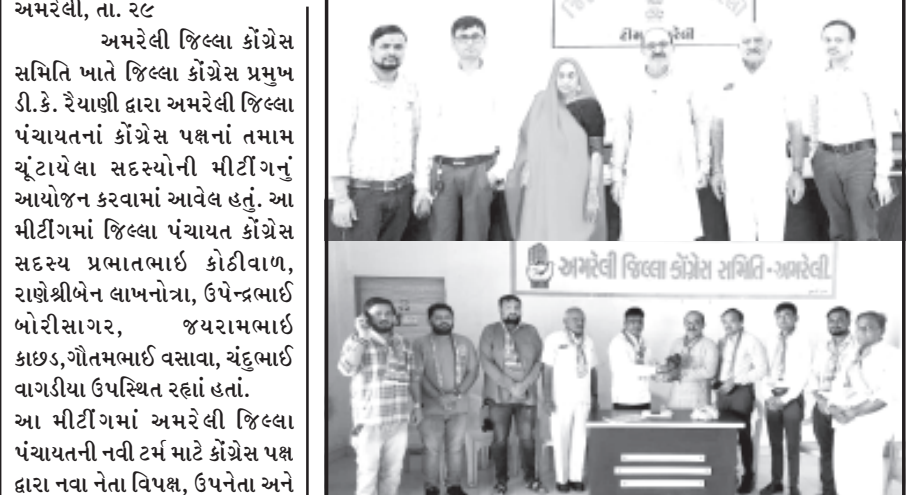 અમરેલી, તા. ૨૯
અમરેલી જિલ્લા કોંગ્રેસ
સમિતિ ખાતે જિલ્લા કોંગ્રેસ પ્રમુખ
ડી.કે. રૈયાણી દ્વારા અમરેલી જિલ્લા
પંચાયતનાં કોંગ્રેસ પક્ષનાં તમામ
ચૂંટાયેલા સદસ્યોની મીટીંગનું
આયોજન કરવામાં આવેલ હતું. આ
મીટીંગમાં જિલ્લા પંચાયત કોંગ્રેસ
સદસ્ય પ્રભાતભાઇ કોઠીવાળ,
રાણેશ્રીબેન લાખનોત્રા, ઉપેન્દ્રભાઈ
બોરીસાગર, જયરામભાઇ
કાછડ,ગૌતમભાઈ વસાવા, ચંદુભાઈ
વાગડીયા ઉપસ્થિત રહ્યાં હતાં.
આ મીટીંગમાં અમરેલી જિલ્લા
પંચાયતની નવી ટર્મ માટે કોંગ્રેસ પક્ષ
દ્વારા નવા નેતા વિપક્ષ, ઉપનેતા અને
અમરેલી જિલ્લા કોંગ્રેસ સમિતિ - અમરેલી.